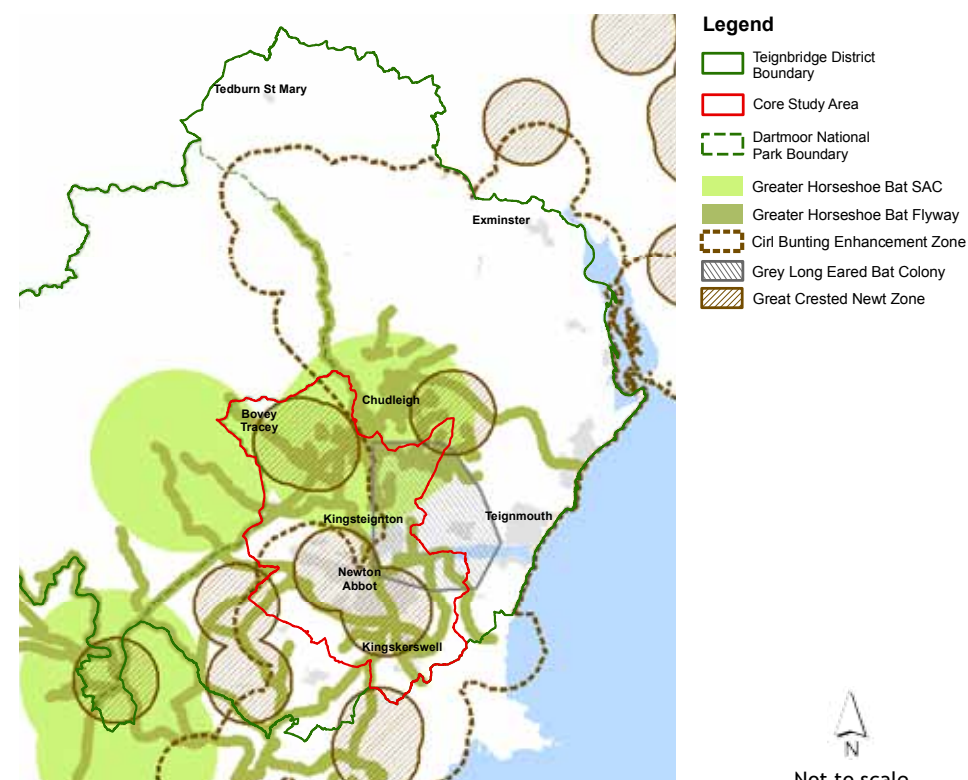 Legend
Teignbridge District
Boundary
Core Study Area
Dartmoor National
Park Boundary
Greater Horseshoe Bat SAC
Greater Horseshoe Bat Flyway
Cirl Bunting Enhancement Zone
Grey Long Eared Bat Colony
Great Crested Newt Zone
Tedburn St Mary
Exminster
Chudleigh
Bovey
Tracey
Kingsteignton
Teignmouth
Newton
Abbot
Kingskerswell
N
Not to scale